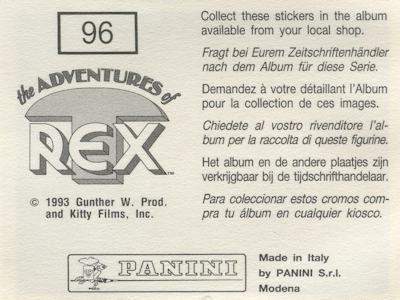 96
the ADVENTURES of
T
REX™
© 1993 Gunther W. Prod.
and Kitty Films, Inc.
Collect these stickers in the album
available from your local shop.
Fragt bei Eurem Zeitschriftenhändler
nach dem Album für diese Serie.
Demandez à votre détaillant l'Album
pour la collection de ces images.
Chiedete al vostro rivenditore l'al-
bum per la raccolta di queste figurine.
Het album en de andere plaatjes zijn
verkrijgbaar bij de tijdschrifthandelaar.
Para coleccionar estos cromos com-
pra tu álbum en cualquier kiosco.
PANINI
Made in Italy
by PANINI S.r.l.
Modena